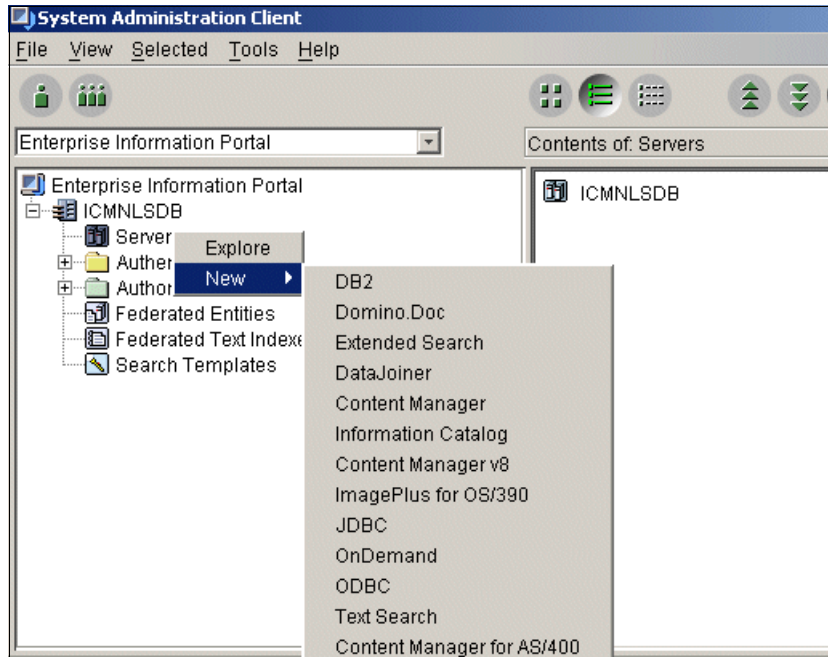 System Administration Client
File View Selected Tools Help
Enterprise Information Portal
Contents of: Servers
Enterprise Information Portal
ICMNLSDB
ICMNLSDB
Server
Explore
Auther
New
Author
Federated Entities
Federated Text Indexe
Search Templates
DB2
Domino.Doc
Extended Search
DataJoiner
Content Manager
Information Catalog
Content Manager v8
ImagePlus for OS/390
JDBC
OnDemand
ODBC
Text Search
Content Manager for AS/400